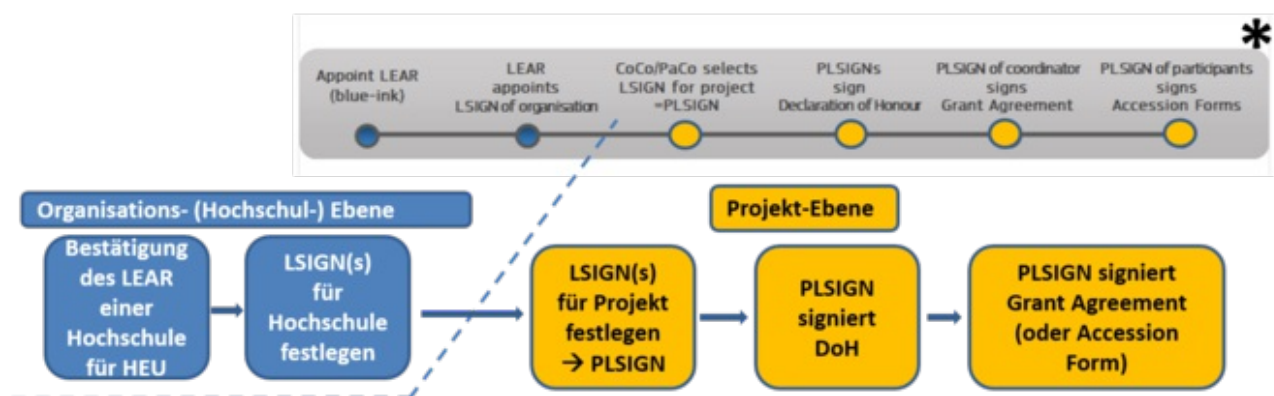 *
Appoint LEAR
(blue-ink)
LEAR
appoints
LSIGN of organisation
CoCo/PaCo selects
LSIGN for project
=PLSIGN
PLSIGNs
sign
Declaration of Honour
PLSIGN of coordinator
signs
Grant Agreement
PLSIGN of participants
signs
Accession Forms
Organisations- (Hochschul-) Ebene
Projekt-Ebene
Bestätigung
des LEAR
einer
Hochschule
für HEU
LSIGN(s)
für
Hochschule
festlegen
LSIGN(s)
für Projekt
festlegen
→ PLSIGN
PLSIGN
signiert
DoH
PLSIGN signiert
Grant Agreement
(oder Accession
Form)